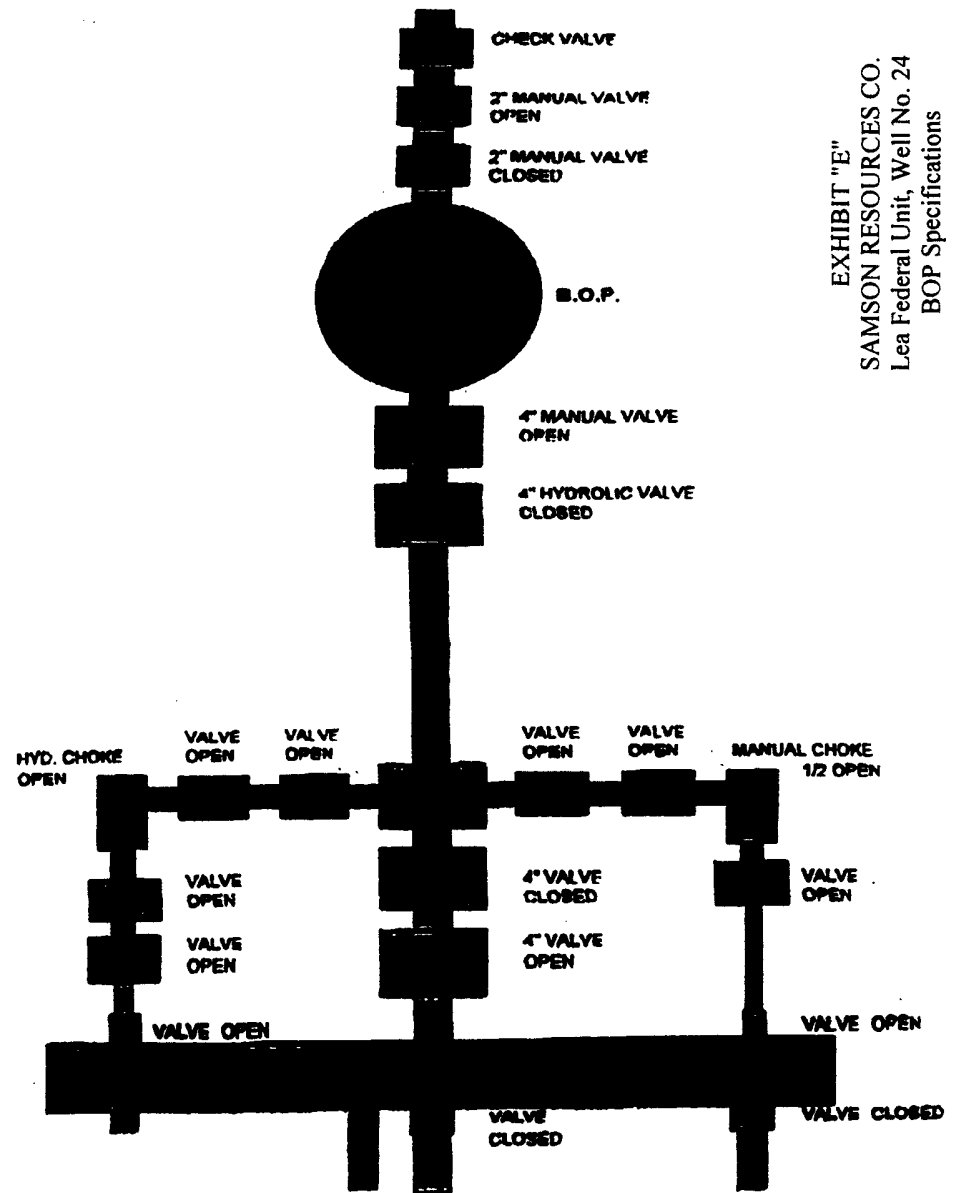 CHECK VALVE
2" MANUAL VALVE
OPEN
2" MANUAL VALVE
CLOSED
B.O.P.
4" MANUAL VALVE
OPEN
4" HYDROLIC VALVE
CLOSED
HYD. CHOKE
OPEN
VALVE
OPEN
VALVE
OPEN
VALVE
OPEN
VALVE
OPEN
MANUAL CHOKE
1/2 OPEN
VALVE
OPEN
4" VALVE
CLOSED
VALVE
OPEN
VALVE
OPEN
4" VALVE
OPEN
VALVE OPEN
VALVE OPEN
VALVE
CLOSED
VALVE CLOSED
EXHIBIT "E"
SAMSON RESOURCES CO.
Lea Federal Unit, Well No. 24
BOP Specifications